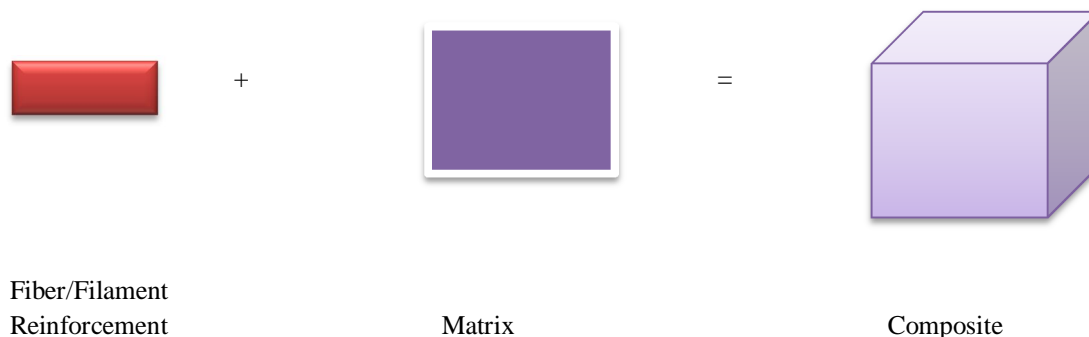 + =
Fiber/Filament
Reinforcement Matrix Composite